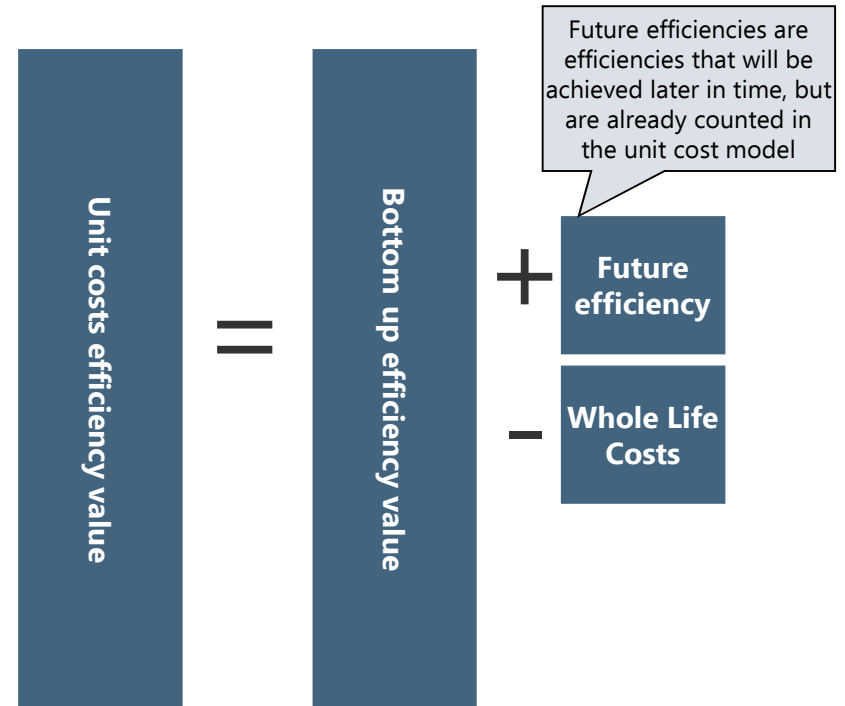 Future efficiencies are
efficiencies that will be
achieved later in time, but
are already counted in
the unit cost model
Unit costs efficiency value
=
Bottom up efficiency value
+
Future
efficiency
-
Whole Life
Costs